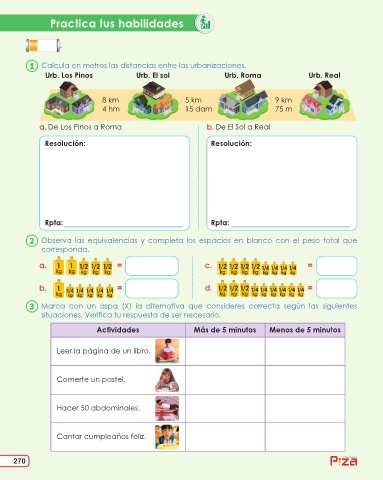 Practica tus habilidades
1 Calcula en metros las distancias entre las urbanizaciones.
Urb. Los Pinos Urb. El sol Urb. Roma Urb. Real
8 km 5 km 9 km
4 hm 15 dam 75 m
a. De Los Pinos a Roma b. De El Sol a Real
Resolución: Resolución:
Rpta: Rpta:
2 Observa las equivalencias y completa los espacios en blanco con el peso total que
corresponda.
a. 1 kg 1 kg 1/2 kg 1/2 kg 1/2 kg = c. 1/2 kg 1/2 kg 1/2 kg 1/2 kg 1/4 kg 1/4 kg 1/4 kg 1/4 kg =
b. 1 kg 1/4 kg 1/4 kg 1/4 kg 1/4 kg 1/4 kg = d. 1/2 kg 1/2 kg 1/2 kg 1/4 kg 1/4 kg 1/4 kg 1/4 kg 1/4 kg 1/4 kg =
3 Marca con un aspa (X) la alternativa que consideres correcta según las siguientes
situaciones. Verifica tu respuesta de ser necesario.
Actividades Más de 5 minutos Menos de 5 minutos
Leer la página de un libro.
Comerte un pastel.
Hacer 50 abdominales.
Cantar cumpleaños feliz.
270 Piza